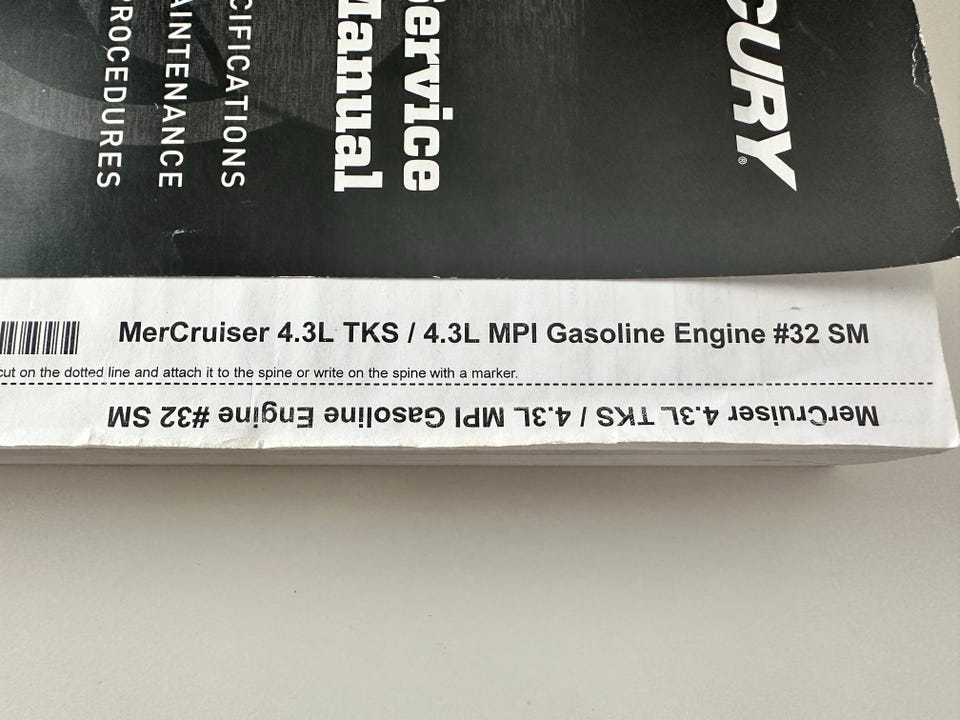 CURY®
Service
Manual
CIFICATIONS
AINTENANCE
ROCEDURES
MerCruiser 4.3L TKS / 4.3L MPI Gasoline Engine #32 SM
cut on the dotted line and attach it to the spine or write on the spine with a marker.
MerCruiser 4.3L TKS / 4.3L MPI Gasoline Engine #32 SM